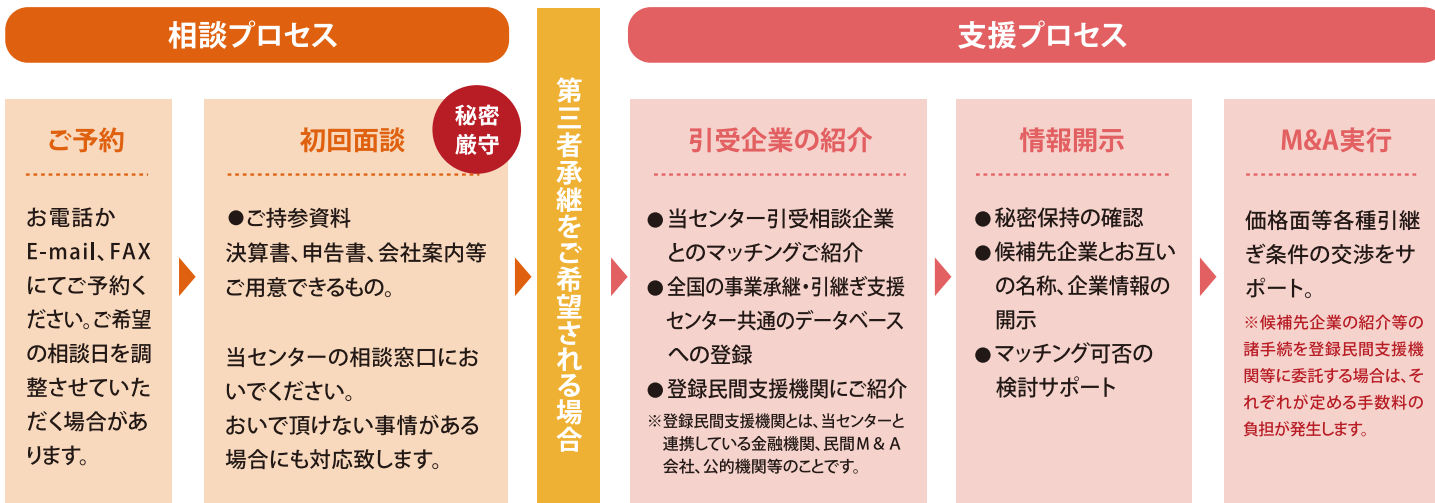 相談プロセス
ご予約
お電話か
E-mail、FAX
にてご予約く
ださい。ご希望
の相談日を調
整させていた
だく場合があ
ります。
初回面談
秘密
厳守
●ご持参資料
決算書、申告書、会社案内等
ご用意できるもの。
当センターの相談窓口にお
いでください。
おいで頂けない事情がある
場合にも対応致します。
第三者承継をご希望される場合
支援プロセス
引受企業の紹介
●当センター引受相談企業
とのマッチングご紹介
●全国の事業承継・引継ぎ支援
センター共通のデータベース
への登録
●登録民間支援機関にご紹介
※登録民間支援機関とは、当センターと
連携している金融機関、民間M&A
会社、公的機関等のことです。
情報開示
●秘密保持の確認
●候補先企業とお互い
の名称、企業情報の
開示
●マッチング可否の
検討サポート
M&A実行
価格面等各種引継
ぎ条件の交渉をサ
ポート。
※候補先企業の紹介等の
諸手続を登録民間支援機
関等に委託する場合は、そ
れぞれが定める手数料の
負担が発生します。